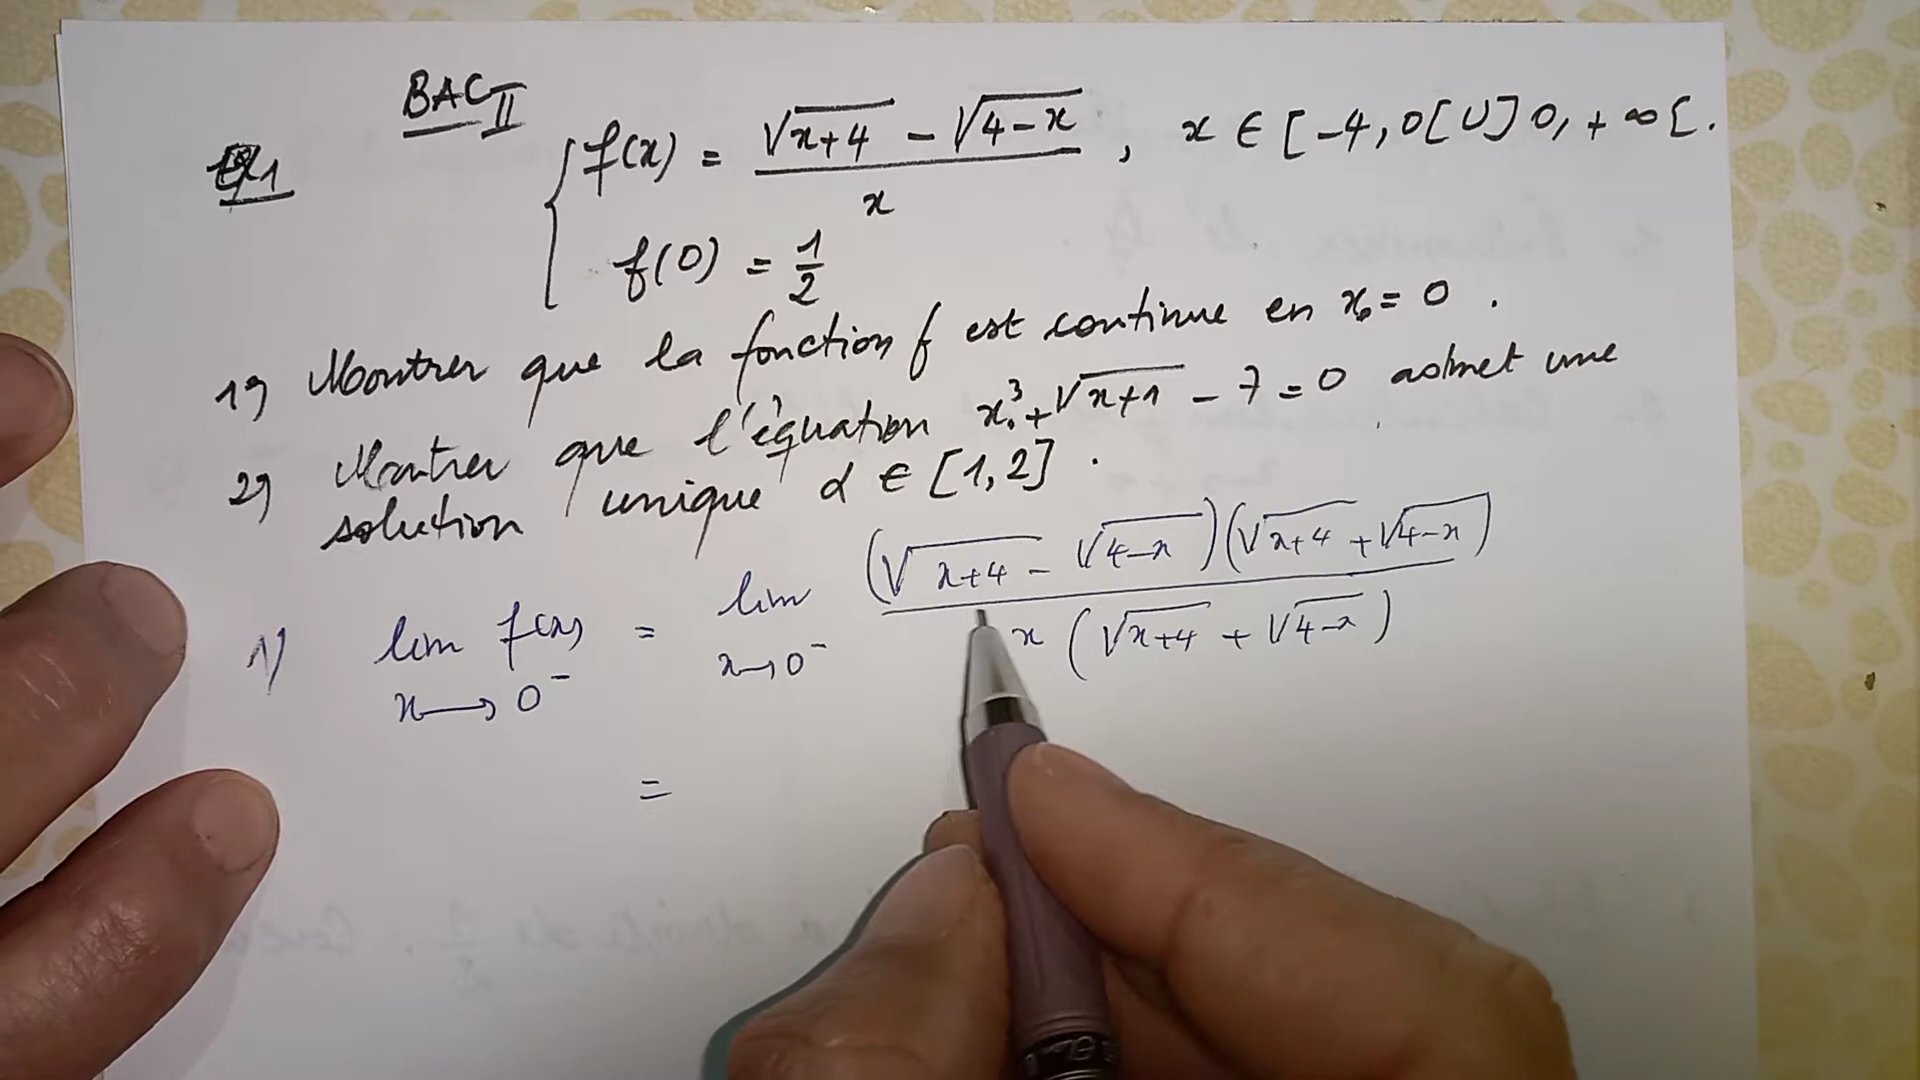 BAC II
Ex1
f(x) = (√(x+4) − √(4−x)) / x , x ∈ [−4, 0[ U ]0, +∞[.
f(0) = 1/2
1) Montrer que la fonction f est continue en x₀ = 0 .
2) Montrer que l'équation x³ + √(x+1) − 7 = 0 admet une
solution unique α ∈ [1, 2] .
1) lim f(x) = lim ((√(x+4) − √(4−x))(√(x+4) + √(4−x))) / (x (√(x+4) + √(4−x)))
x → 0⁻ x → 0⁻
=